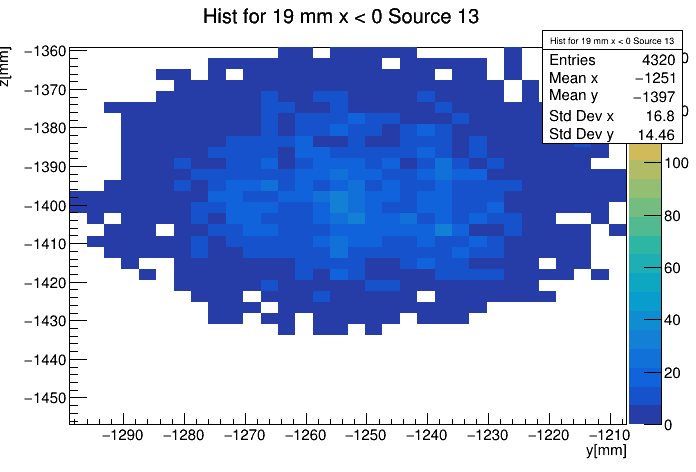 Hist for 19 mm x < 0 Source 13
Hist for 19 mm x < 0 Source 13
Entries 4320
Mean x −1251
Mean y −1397
Std Dev x 16.8
Std Dev y 14.46
z[mm]
−1360
−1370
−1380
−1390
−1400
−1410
−1420
−1430
−1440
−1450
−1290 −1280 −1270 −1260 −1250 −1240 −1230 −1220 −1210
y[mm]
100
80
60
40
20
0